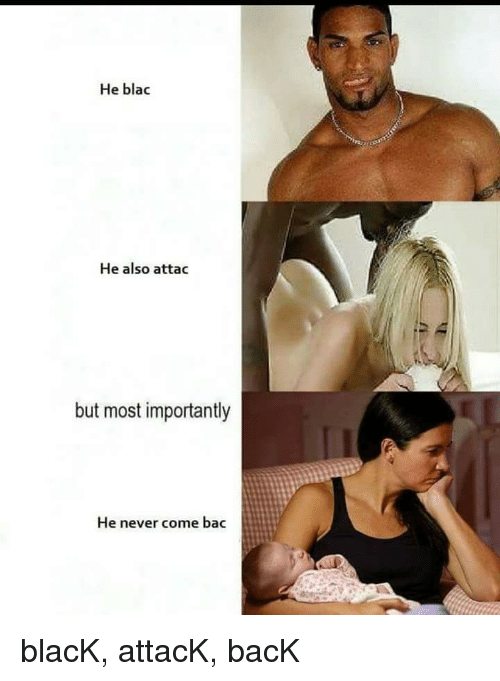 He blac
He also attac
but most importantly
He never come bac
blacK, attacK, bacK